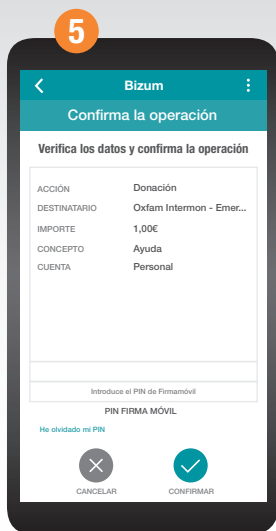 5
Bizum
Confirma la operación
Verifica los datos y confirma la operación
ACCIÓN Donación
DESTINATARIO Oxfam Intermon - Emer...
IMPORTE 1,00€
CONCEPTO Ayuda
CUENTA Personal
Introduce el PIN de Firmamóvil
PIN FIRMA MÓVIL
He olvidado mi PIN
CANCELAR CONFIRMAR